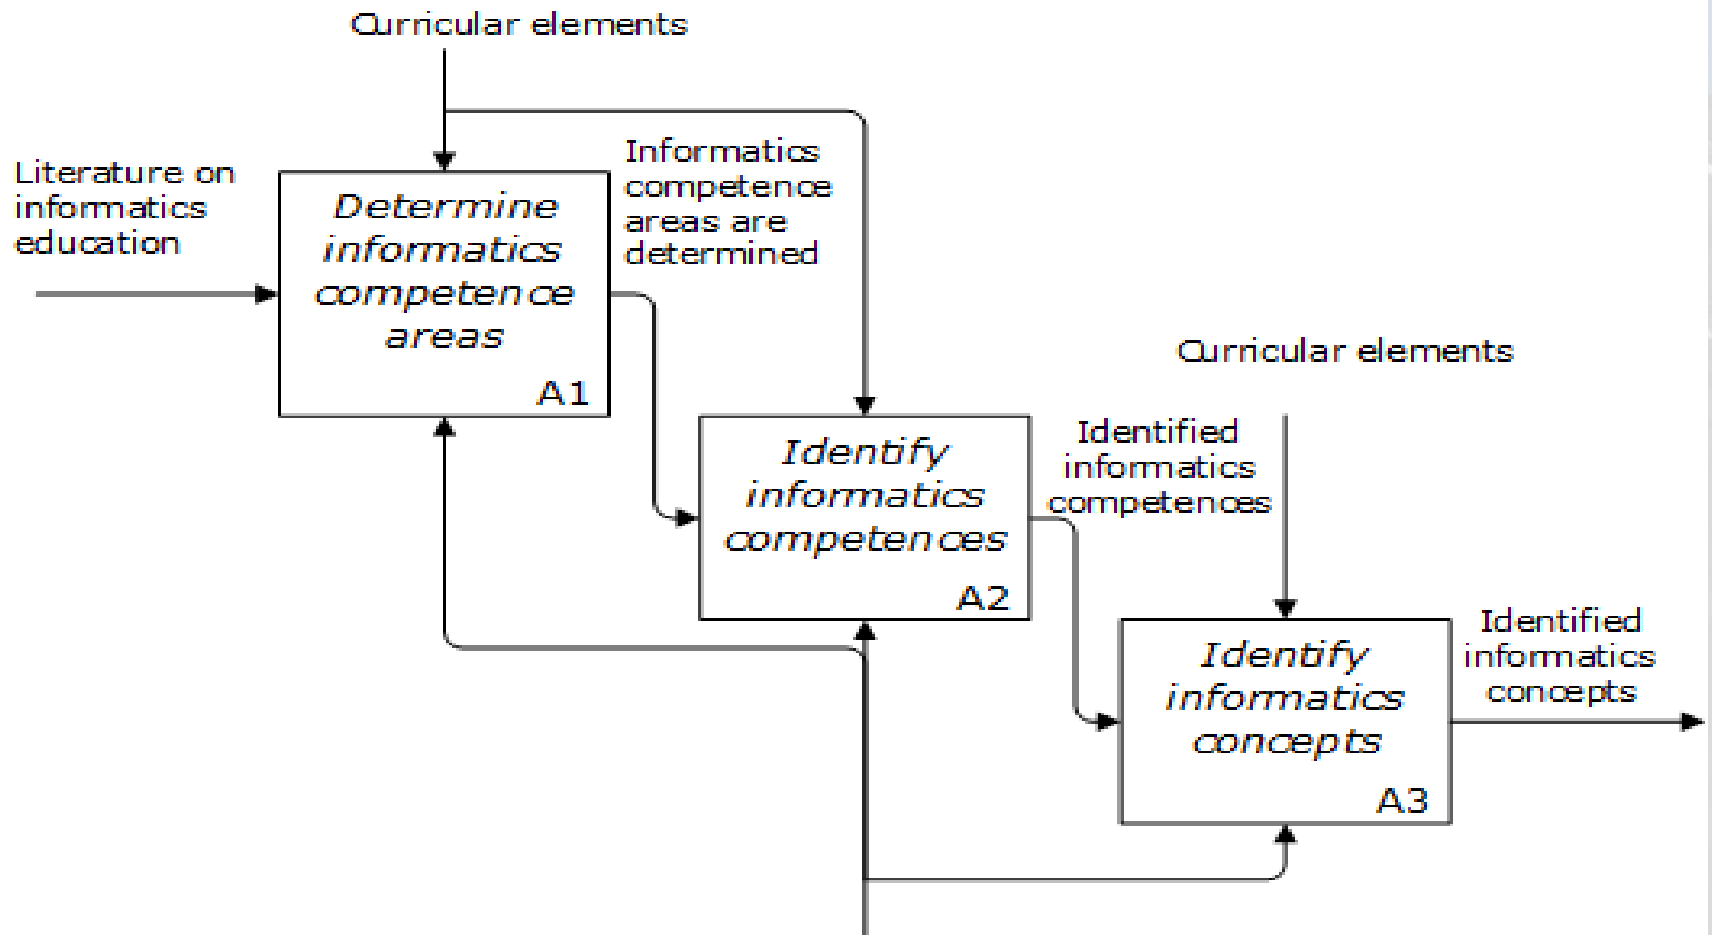 Curricular elements
Literature on
informatics
education
Determine
informatics
competence
areas
A1
Informatics
competence
areas are
determined
Curricular elements
Identify
informatics
competences
A2
Identified
informatics
competences
Identify
informatics
concepts
A3
Identified
informatics
concepts